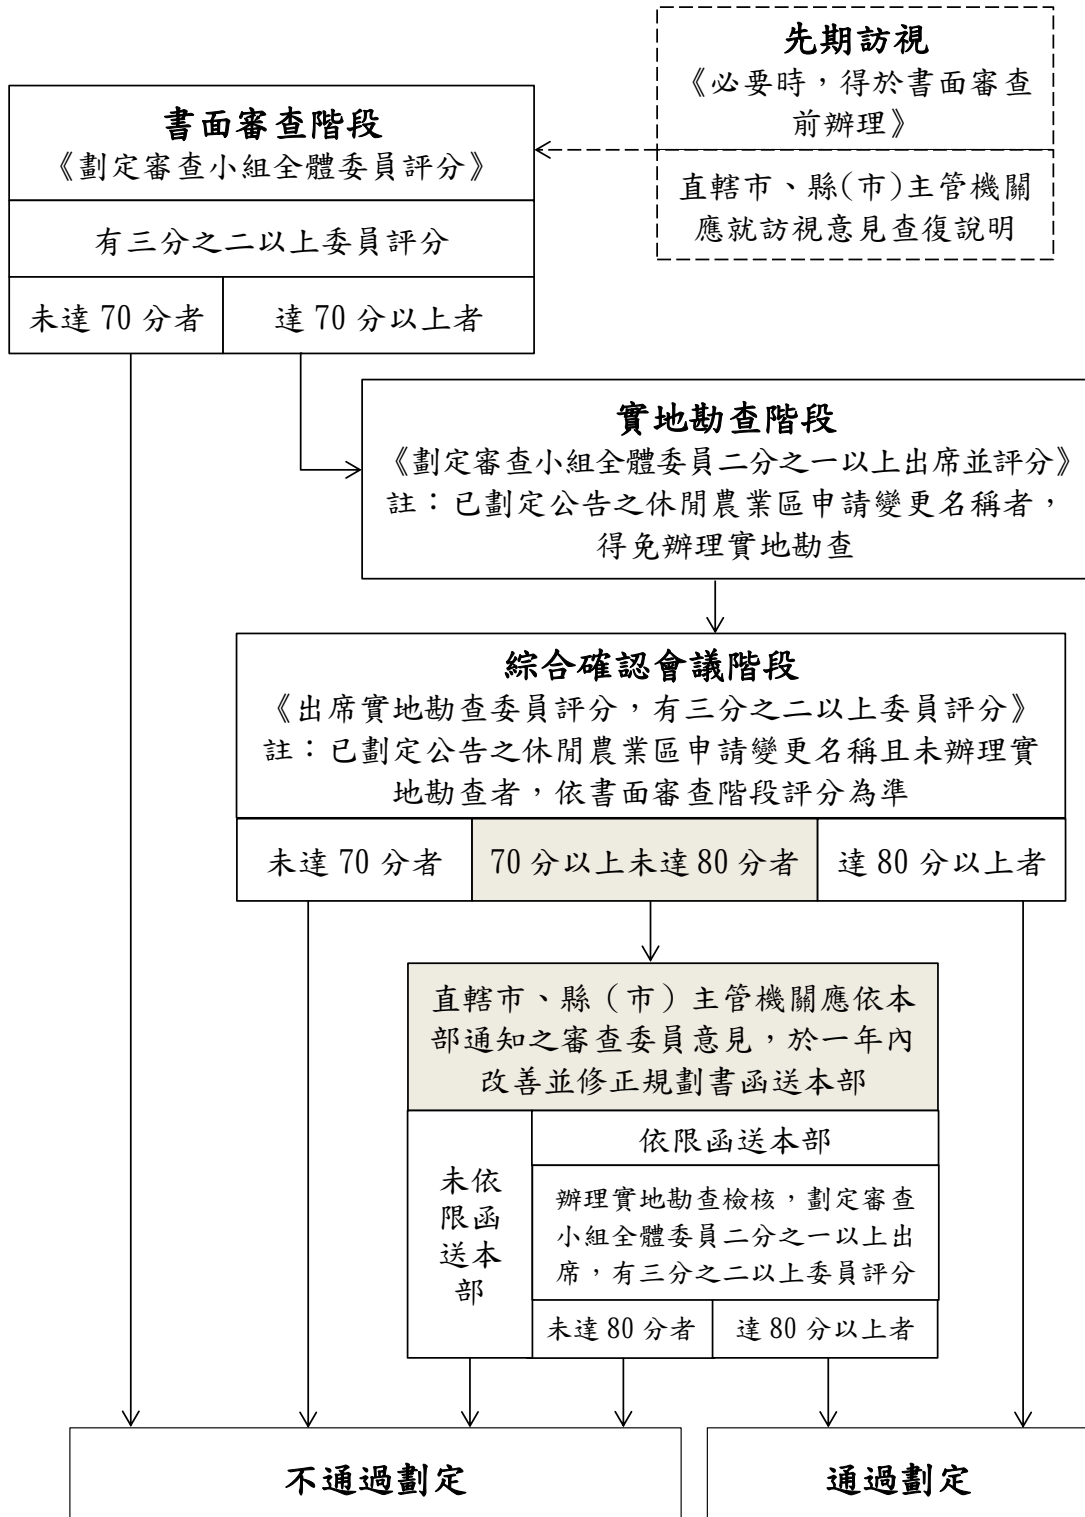 先期訪視
《必要時，得於書面審查
前辦理》
直轄市、縣(市)主管機關
應就訪視意見查復說明
書面審查階段
《劃定審查小組全體委員評分》
有三分之二以上委員評分
未達 70 分者
達 70 分以上者
實地勘查階段
《劃定審查小組全體委員二分之一以上出席並評分》
註：已劃定公告之休閒農業區申請變更名稱者，
得免辦理實地勘查
綜合確認會議階段
《出席實地勘查委員評分，有三分之二以上委員評分》
註：已劃定公告之休閒農業區申請變更名稱且未辦理實
地勘查者，依書面審查階段評分為準
未達 70 分者
70 分以上未達 80 分者
達 80 分以上者
直轄市、縣（市）主管機關應依本
部通知之審查委員意見，於一年內
改善並修正規劃書函送本部
未依
限函
送本
部
依限函送本部
辦理實地勘查檢核，劃定審查
小組全體委員二分之一以上出
席，有三分之二以上委員評分
未達 80 分者
達 80 分以上者
不通過劃定
通過劃定